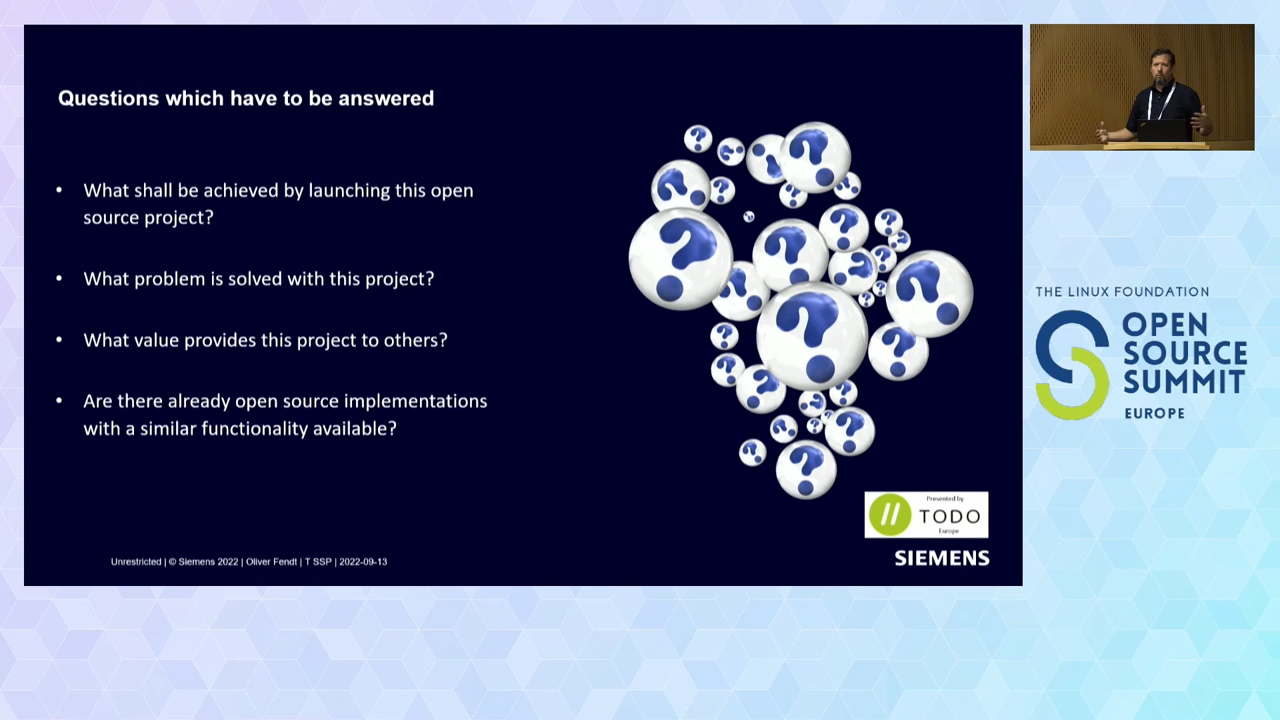 Questions which have to be answered
• What shall be achieved by launching this open
source project?
• What problem is solved with this project?
• What value provides this project to others?
• Are there already open source implementations
with a similar functionality available?
Presented by
TODO
Europe
SIEMENS
Unrestricted | © Siemens 2022 | Oliver Fendt | T SSP | 2022-09-13
THE LINUX FOUNDATION
OPEN
SOURCE
SUMMIT
EUROPE